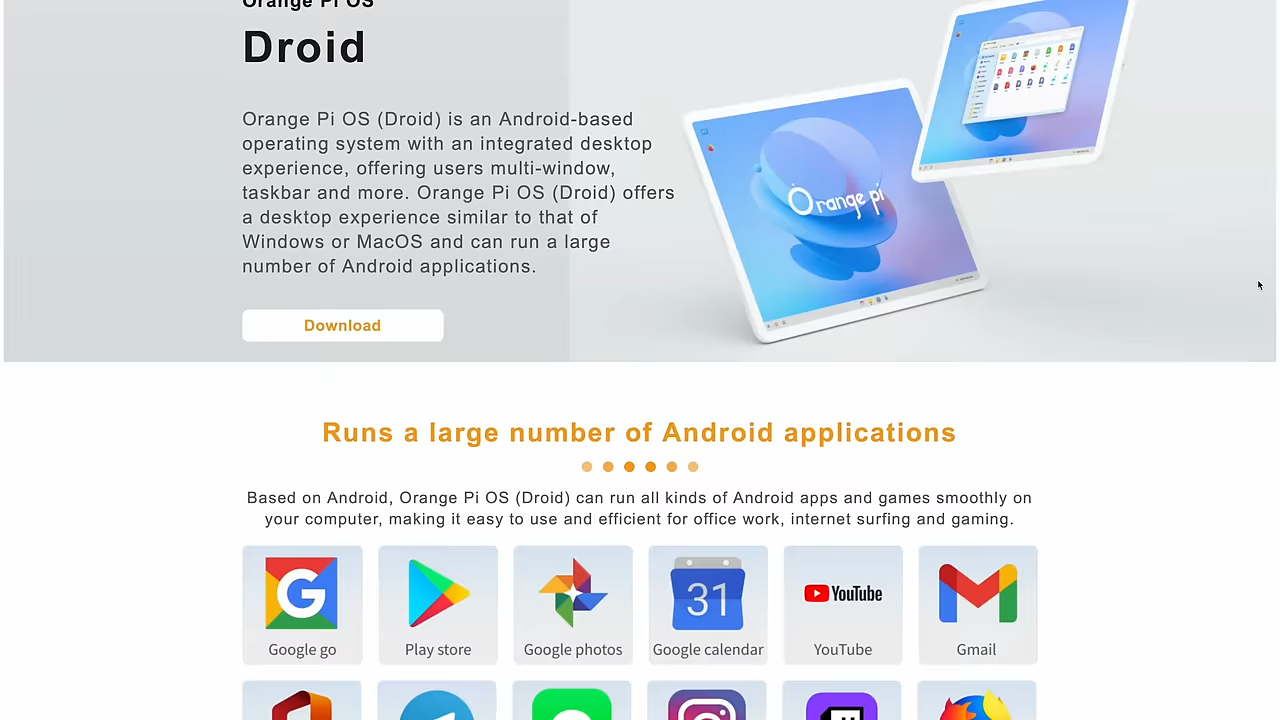 Orange Pi OS
Droid
Orange Pi OS (Droid) is an Android-based
operating system with an integrated desktop
experience, offering users multi-window,
taskbar and more. Orange Pi OS (Droid) offers
a desktop experience similar to that of
Windows or MacOS and can run a large
number of Android applications.
Download
Orange pi
Runs a large number of Android applications
Based on Android, Orange Pi OS (Droid) can run all kinds of Android apps and games smoothly on
your computer, making it easy to use and efficient for office work, internet surfing and gaming.
G
31
YouTube
Google go
Play store
Google photos
Google calendar
YouTube
Gmail